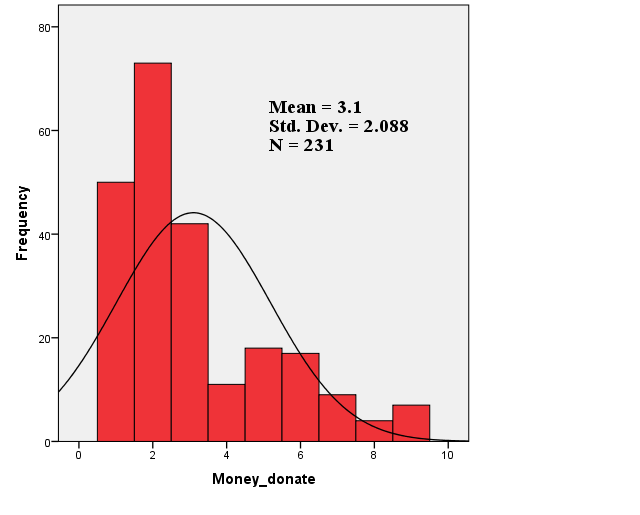 80
60
40
20
0
Frequency
Mean = 3.1
Std. Dev. = 2.088
N = 231
0 2 4 6 8 10
Money_donate